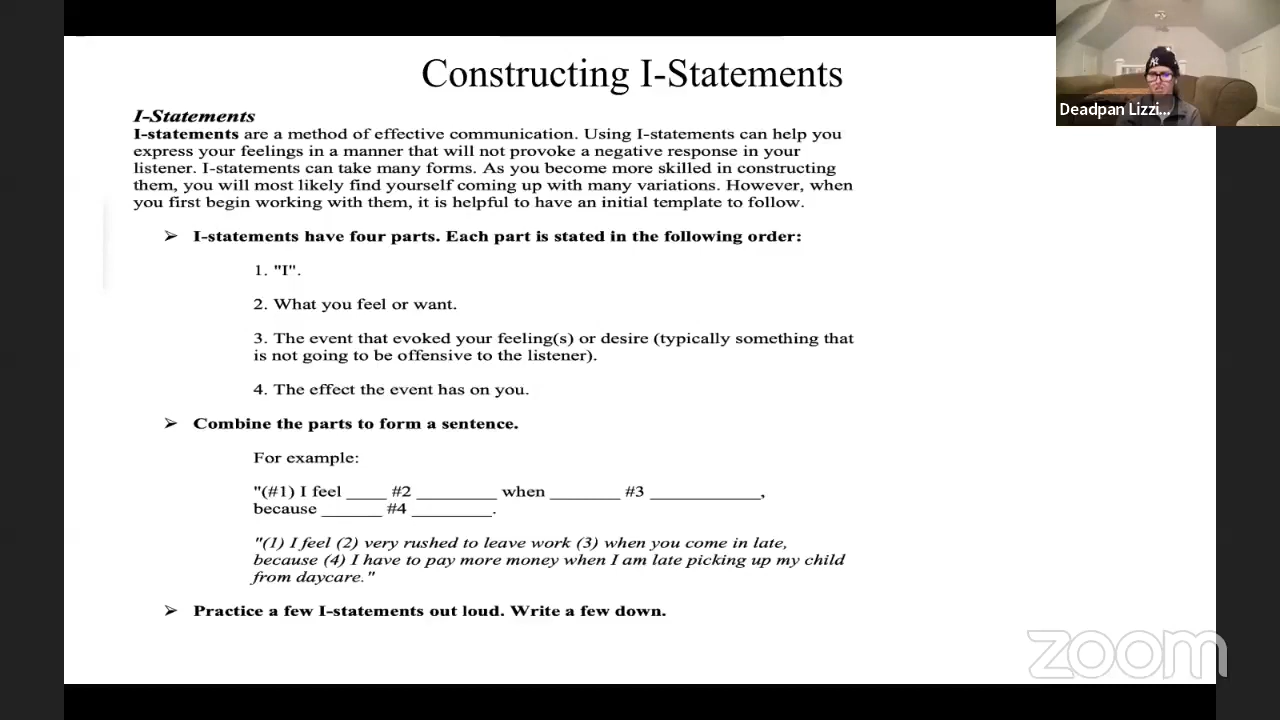 Constructing I-Statements
I-Statements
I-statements are a method of effective communication. Using I-statements can help you
express your feelings in a manner that will not provoke a negative response in your
listener. I-statements can take many forms. As you become more skilled in constructing
them, you will most likely find yourself coming up with many variations. However, when
you first begin working with them, it is helpful to have an initial template to follow.
➢ I-statements have four parts. Each part is stated in the following order:
1. "I".
2. What you feel or want.
3. The event that evoked your feeling(s) or desire (typically something that
is not going to be offensive to the listener).
4. The effect the event has on you.
➢ Combine the parts to form a sentence.
For example:
"(#1) I feel ____ #2 ________ when _______ #3 ___________,
because ______ #4 ________.
"(1) I feel (2) very rushed to leave work (3) when you come in late,
because (4) I have to pay more money when I am late picking up my child
from daycare."
➢ Practice a few I-statements out loud. Write a few down.
Deadpan Lizzi...
zoom